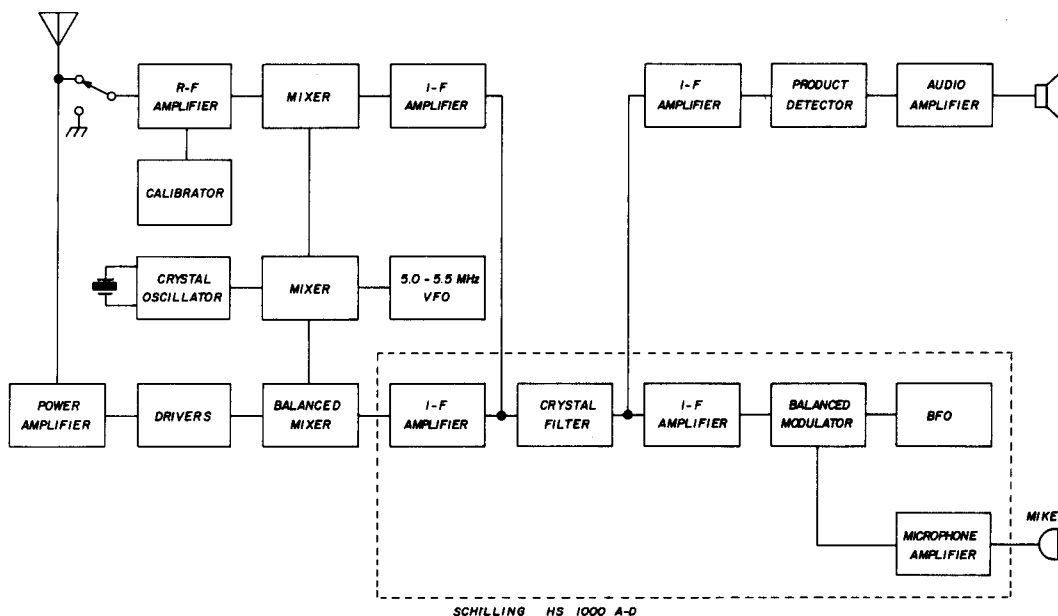 R-F
AMPLIFIER
MIXER
I-F
AMPLIFIER
I-F
AMPLIFIER
PRODUCT
DETECTOR
AUDIO
AMPLIFIER
CALIBRATOR
CRYSTAL
OSCILLATOR
MIXER
5.0 - 5.5 MHz
VFO
POWER
AMPLIFIER
DRIVERS
BALANCED
MIXER
I-F
AMPLIFIER
CRYSTAL
FILTER
I-F
AMPLIFIER
BALANCED
MODULATOR
BFO
MICROPHONE
AMPLIFIER
MIKE
SCHILLING HS 1000 A-D